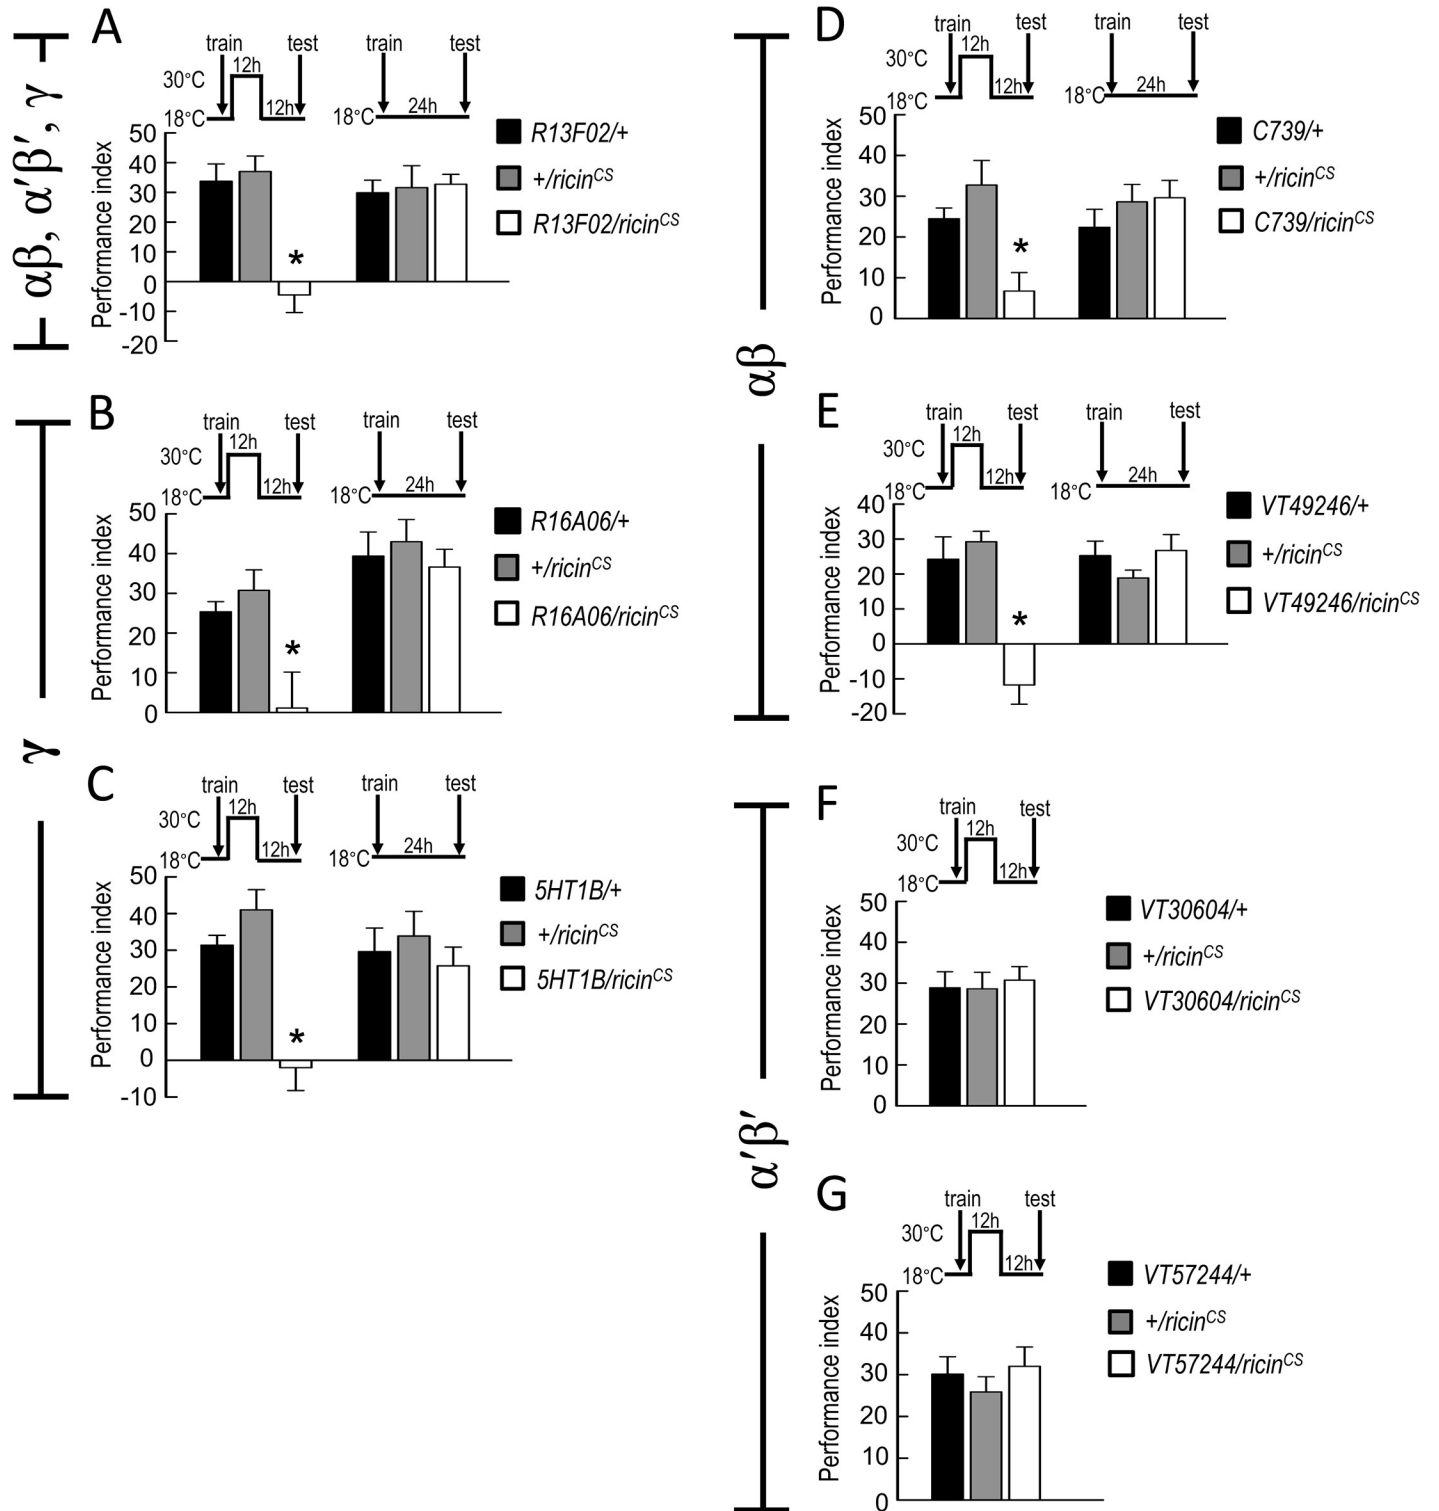 αβ, α′β′, γ
A
train test train test
12h
30°C
18°C 12h 18°C 24h
Performance index
50
40
30
20
10
0
-10
-20
*
R13F02/+
+/ricinCS
R13F02/ricinCS
γ
B
train test train test
12h
30°C
18°C 12h 18°C 24h
Performance index
50
40
30
20
10
0
*
R16A06/+
+/ricinCS
R16A06/ricinCS
C
train test train test
12h
30°C
18°C 12h 18°C 24h
Performance index
50
40
30
20
10
0
-10
*
5HT1B/+
+/ricinCS
5HT1B/ricinCS
αβ
D
train test train test
12h
30°C
18°C 12h 18°C 24h
Performance index
50
40
30
20
10
0
*
C739/+
+/ricinCS
C739/ricinCS
E
train test train test
12h
30°C
18°C 12h 18°C 24h
Performance index
40
30
20
10
0
-10
-20
*
VT49246/+
+/ricinCS
VT49246/ricinCS
α′β′
F
train test
12h
30°C
18°C 12h
Performance index
50
40
30
20
10
0
VT30604/+
+/ricinCS
VT30604/ricinCS
G
train test
12h
30°C
18°C 12h
Performance index
50
40
30
20
10
0
VT57244/+
+/ricinCS
VT57244/ricinCS